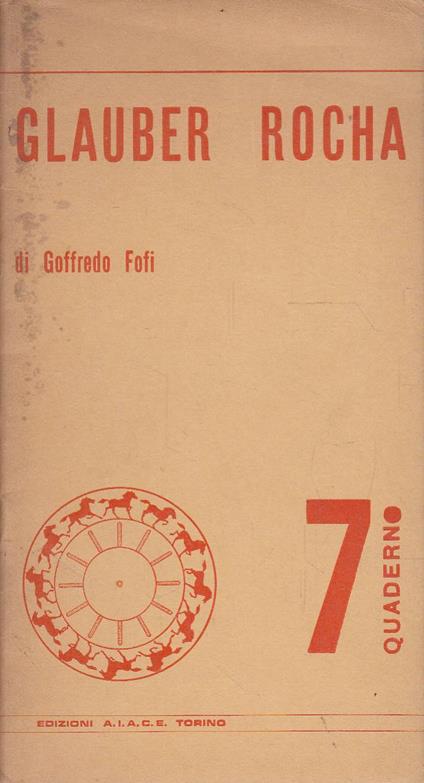 GLAUBER ROCHA
di Goffredo Fofi
7
QUADERNO
EDIZIONI A.I.A.C.E. TORINO